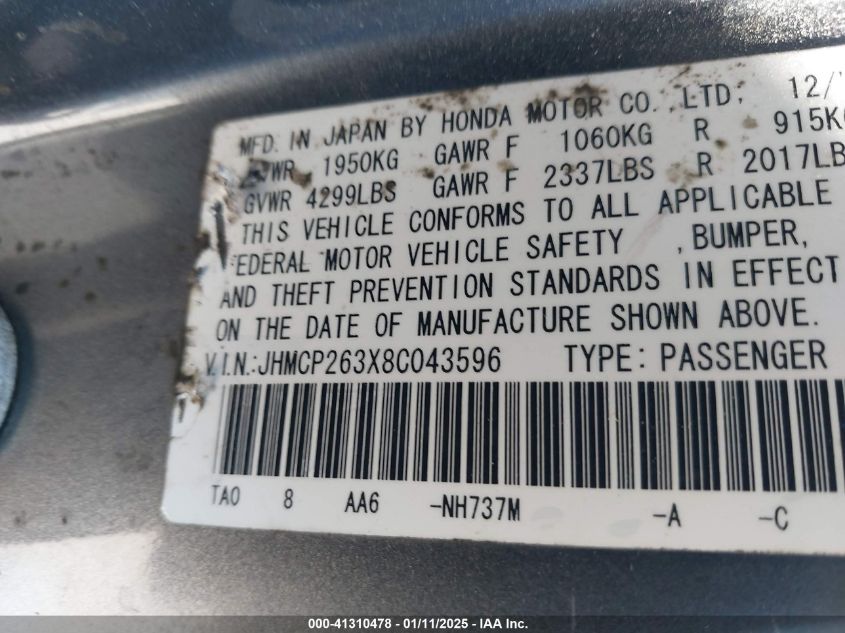 MFD. IN JAPAN BY HONDA MOTOR CO., LTD; 12/
1950KG GAWR F 1060KG R 915KG
GVWR 4299LBS GAWR F 2337LBS R 2017LB
THIS VEHICLE CONFORMS TO ALL APPLICABLE
FEDERAL MOTOR VEHICLE SAFETY , BUMPER,
AND THEFT PREVENTION STANDARDS IN EFFECT
ON THE DATE OF MANUFACTURE SHOWN ABOVE.
V.I.N.:JHMCP263X8C043596 TYPE: PASSENGER
TA0 8 AA6 -NH737M -A -C
000-41310478 - 01/11/2025 - IAA Inc.